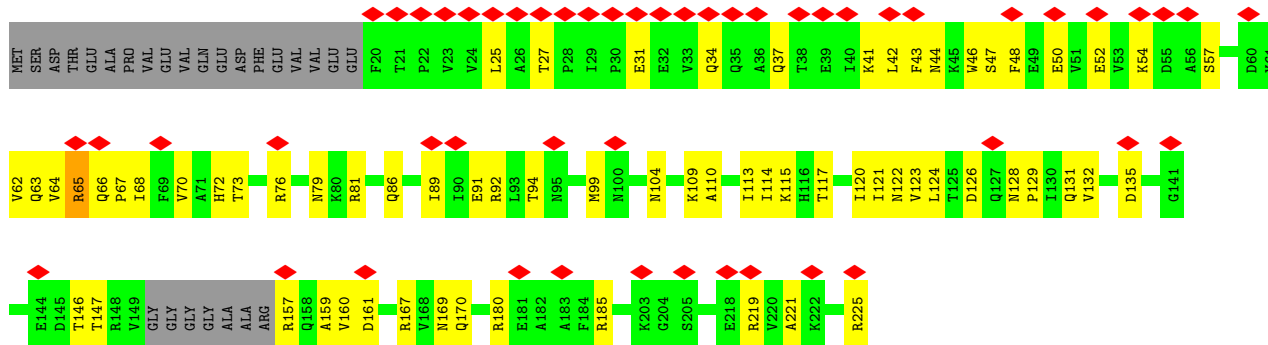 MET SER ASP THR GLU ALA PRO VAL GLU VAL GLN GLU ASP PHE GLU VAL VAL GLU GLU F20 T21 P22 V23 V24 L25 A26 T27 P28 I29 P30 E31 E32 V33 Q34 Q35 A36 Q37 T38 E39 I40 K41 L42 F43 N44 K45 W46 S47 F48 E49 E50 V51 E52 V53 K54 D55 A56 S57 D60
V62 Q63 V64 R65 Q66 P67 I68 F69 V70 A71 H72 T73 R76 N79 K80 R81 Q86 I89 I90 E91 R92 L93 T94 N95 M99 N100 N104 K109 A110 I113 I114 K115 H116 T117 I120 I121 N122 V123 L124 T125 D126 Q127 N128 P129 I130 Q131 V132 D135 G141
E144 D145 T146 T147 R148 V149 GLY GLY GLY GLY ALA ALA ARG R157 Q158 A159 V160 D161 R167 V168 N169 Q170 R180 E181 A182 A183 F184 R185 K203 G204 S205 E218 R219 V220 A221 K222 R225